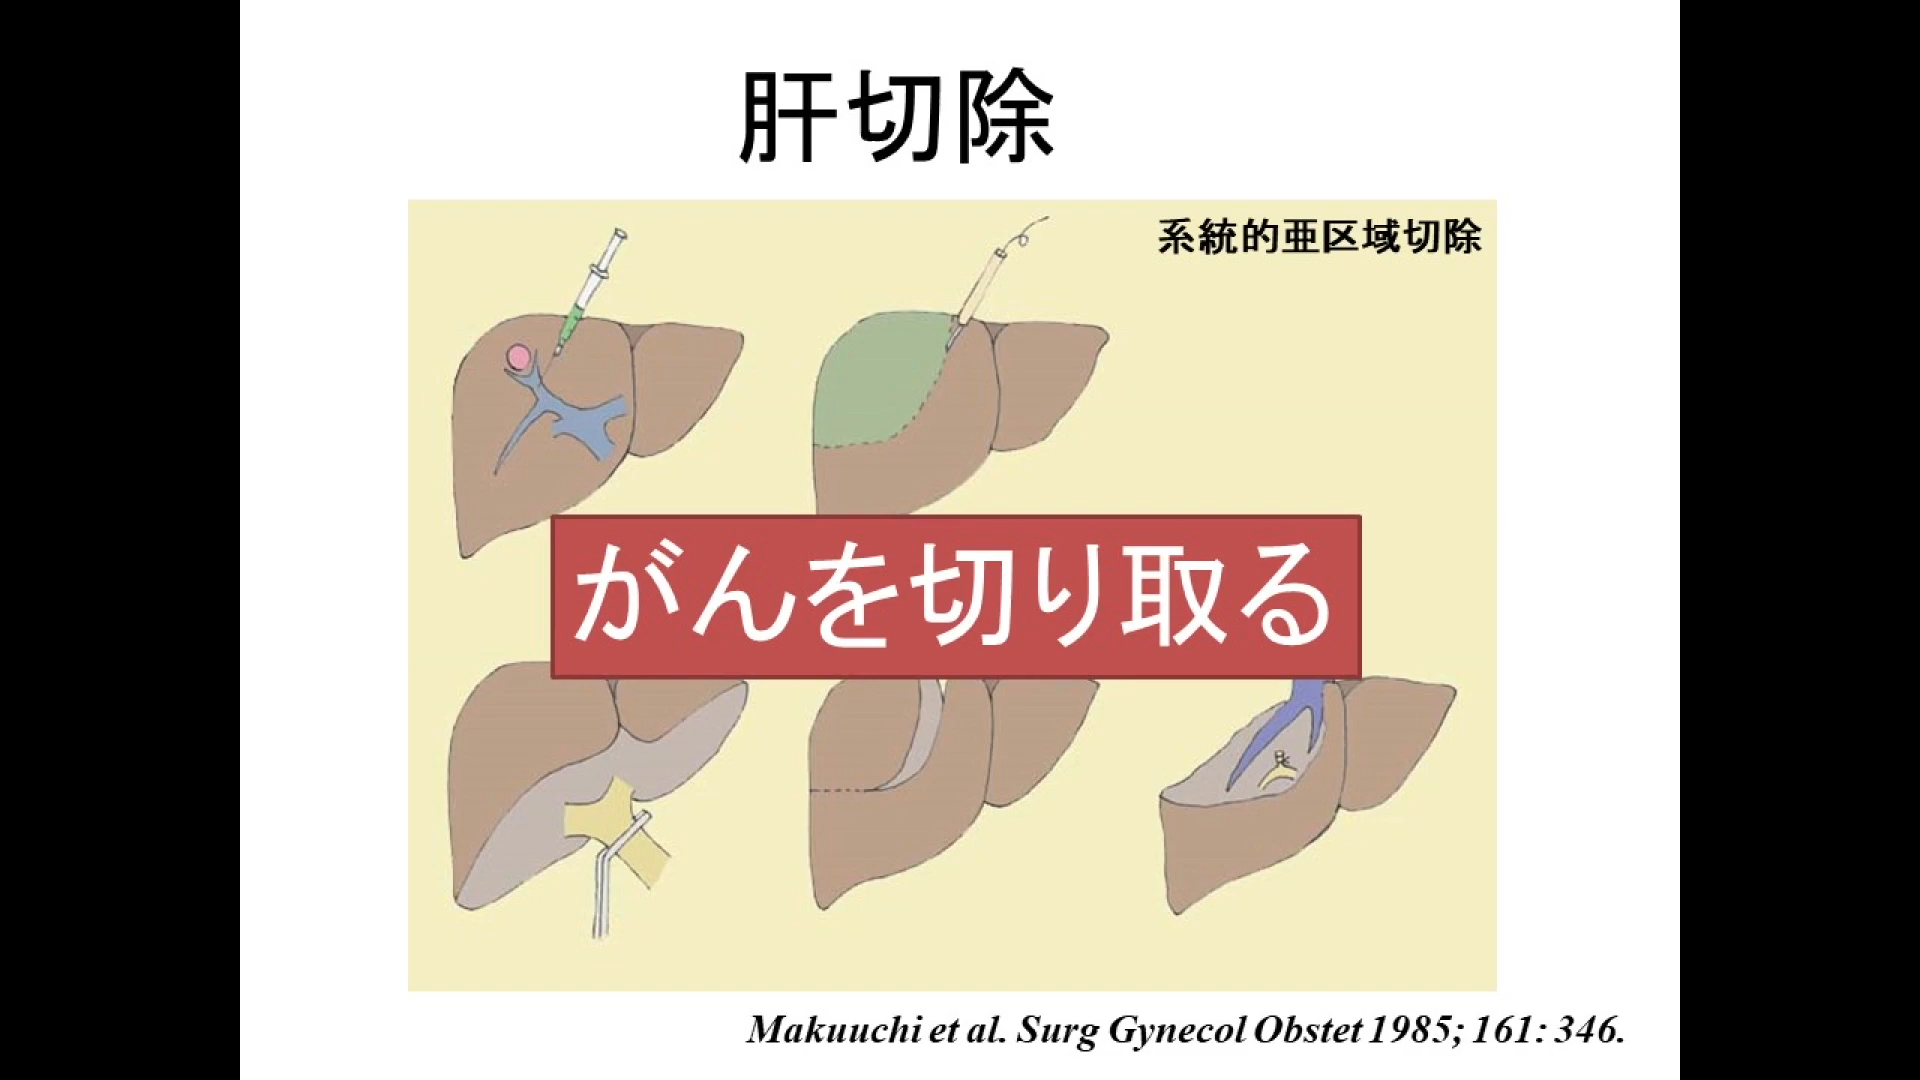 肝切除
系統的亜区域切除
がんを切り取る
Makuuchi et al. Surg Gynecol Obstet 1985; 161: 346.